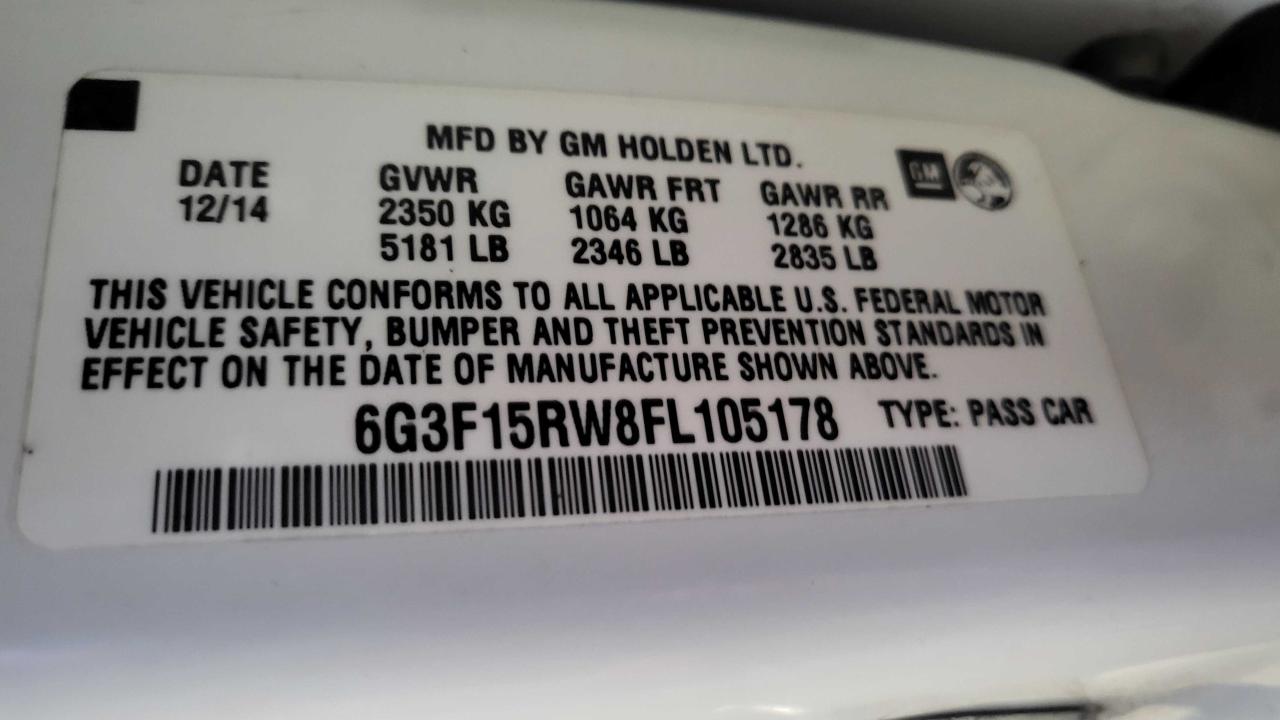 MFD BY GM HOLDEN LTD.
GM
DATE GVWR GAWR FRT GAWR RR
12/14 2350 KG 1064 KG 1286 KG
5181 LB 2346 LB 2835 LB
THIS VEHICLE CONFORMS TO ALL APPLICABLE U.S. FEDERAL MOTOR
VEHICLE SAFETY, BUMPER AND THEFT PREVENTION STANDARDS IN
EFFECT ON THE DATE OF MANUFACTURE SHOWN ABOVE.
6G3F15RW8FL105178 TYPE: PASS CAR